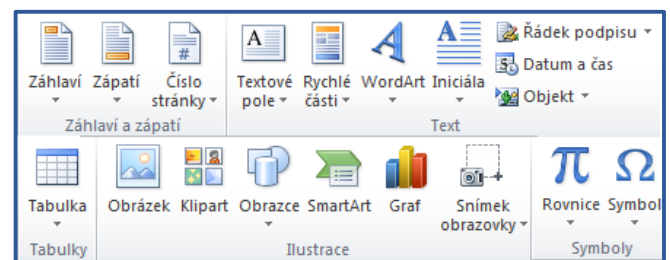 Záhlaví Zápatí Číslo stránky
Textové pole Rychlé části WordArt Iniciála
Řádek podpisu
Datum a čas
Objekt
Záhlaví a zápatí Text
Tabulka Obrázek Klipart Obrazce SmartArt Graf Snímek obrazovky Rovnice Symbol
Tabulky Ilustrace Symboly